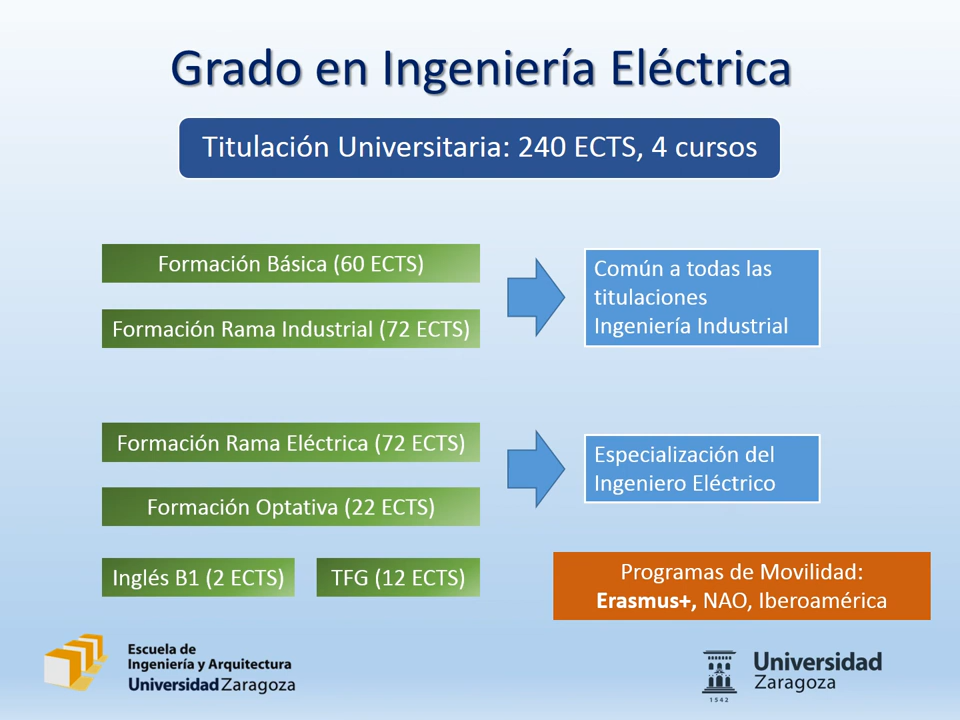 Grado en Ingeniería Eléctrica
Titulación Universitaria: 240 ECTS, 4 cursos
Formación Básica (60 ECTS)
Formación Rama Industrial (72 ECTS)
Común a todas las
titulaciones
Ingeniería Industrial
Formación Rama Eléctrica (72 ECTS)
Formación Optativa (22 ECTS)
Especialización del
Ingeniero Eléctrico
Inglés B1 (2 ECTS)
TFG (12 ECTS)
Programas de Movilidad:
Erasmus+, NAO, Iberoamérica
Escuela de
Ingeniería y Arquitectura
Universidad Zaragoza
Universidad
Zaragoza
1542